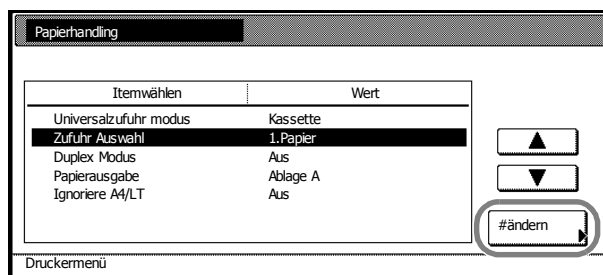 Papierhandling
Itemwählen Wert
Universalzufuhr modus Kassette
Zufuhr Auswahl 1.Papier
Duplex Modus Aus
Papierausgabe Ablage A
Ignoriere A4/LT Aus
#ändern
Druckermenü